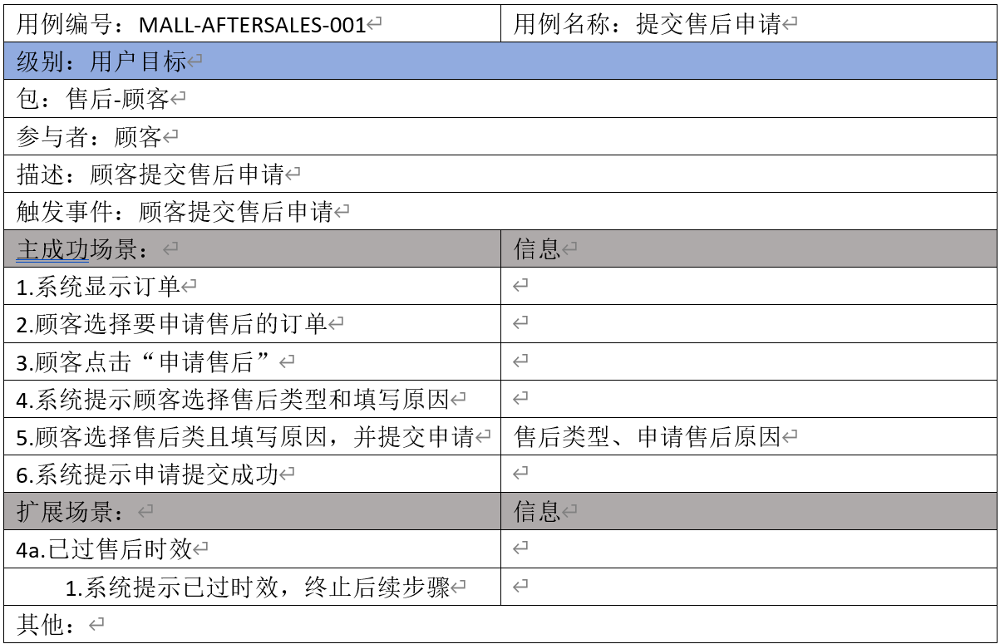 用例编号：MALL-AFTERSALES-001
用例名称：提交售后申请
级别：用户目标
包：售后-顾客
参与者：顾客
描述：顾客提交售后申请
触发事件：顾客提交售后申请
主成功场景：
信息
1.系统显示订单
2.顾客选择要申请售后的订单
3.顾客点击“申请售后”
4.系统提示顾客选择售后类型和填写原因
5.顾客选择售后类且填写原因，并提交申请
售后类型、申请售后原因
6.系统提示申请提交成功
扩展场景：
信息
4a.已过售后时效
1.系统提示已过时效，终止后续步骤
其他：